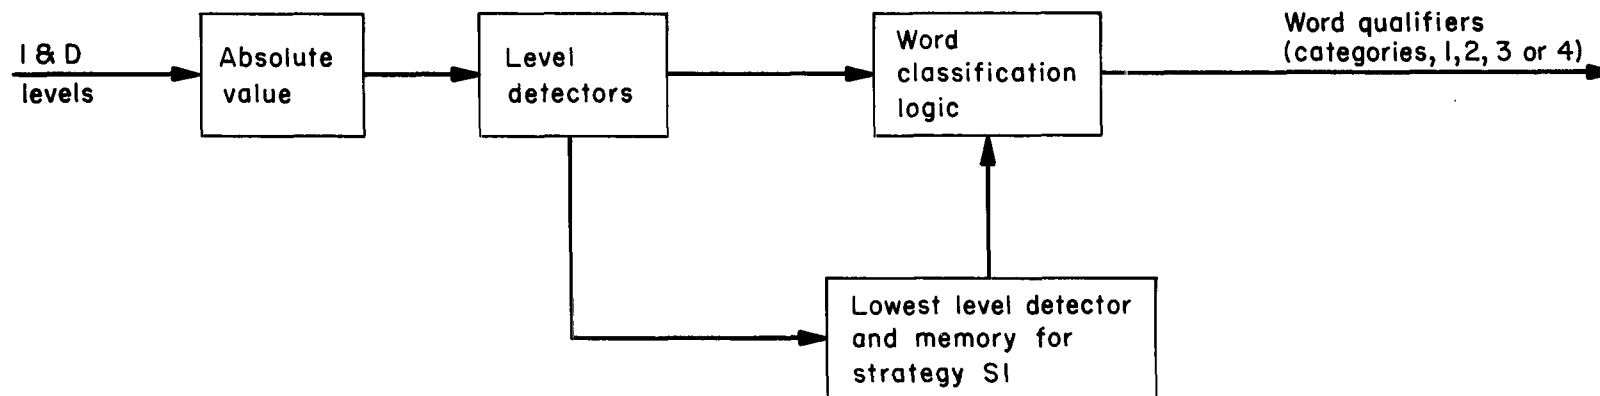 I & D
levels
Absolute
value
Level
detectors
Word
classification
logic
Word qualifiers
(categories, 1, 2, 3 or 4)
Lowest level detector
and memory for
strategy S1